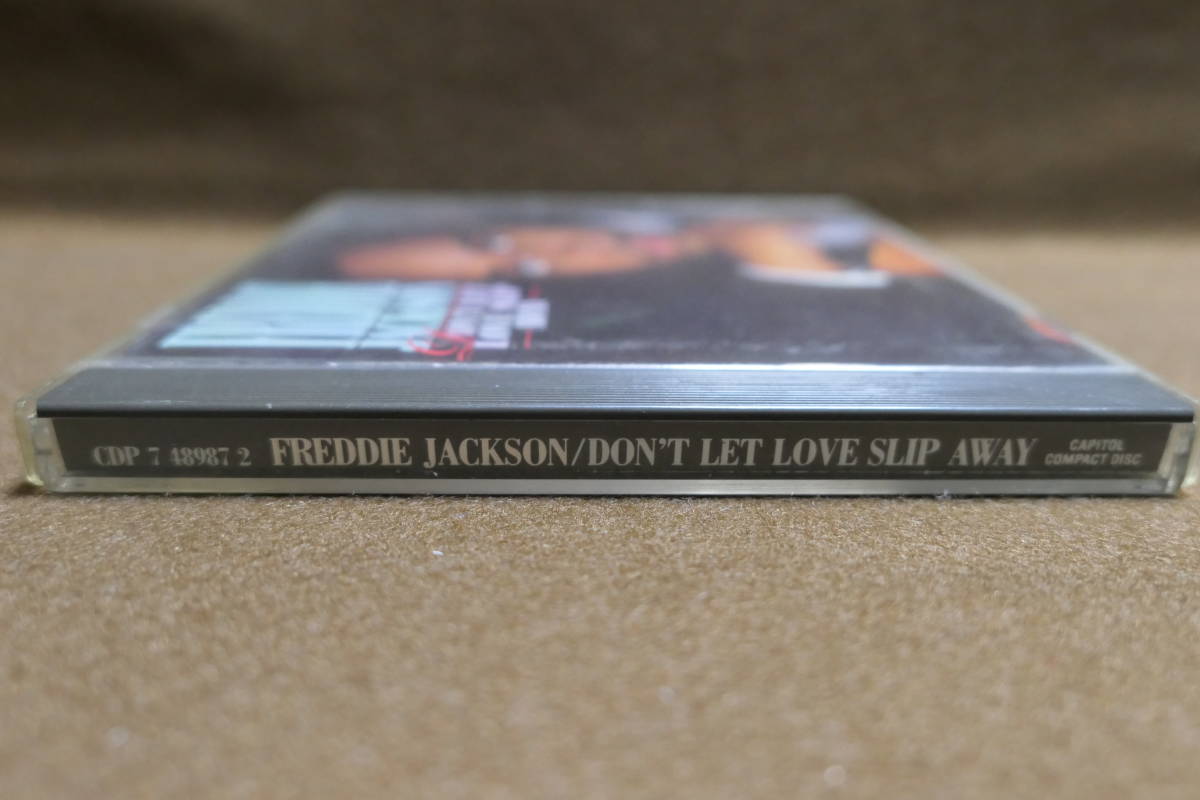 CDP 7 48987 2 FREDDIE JACKSON/DON'T LET LOVE SLIP AWAY
CAPITOL
COMPACT DISC